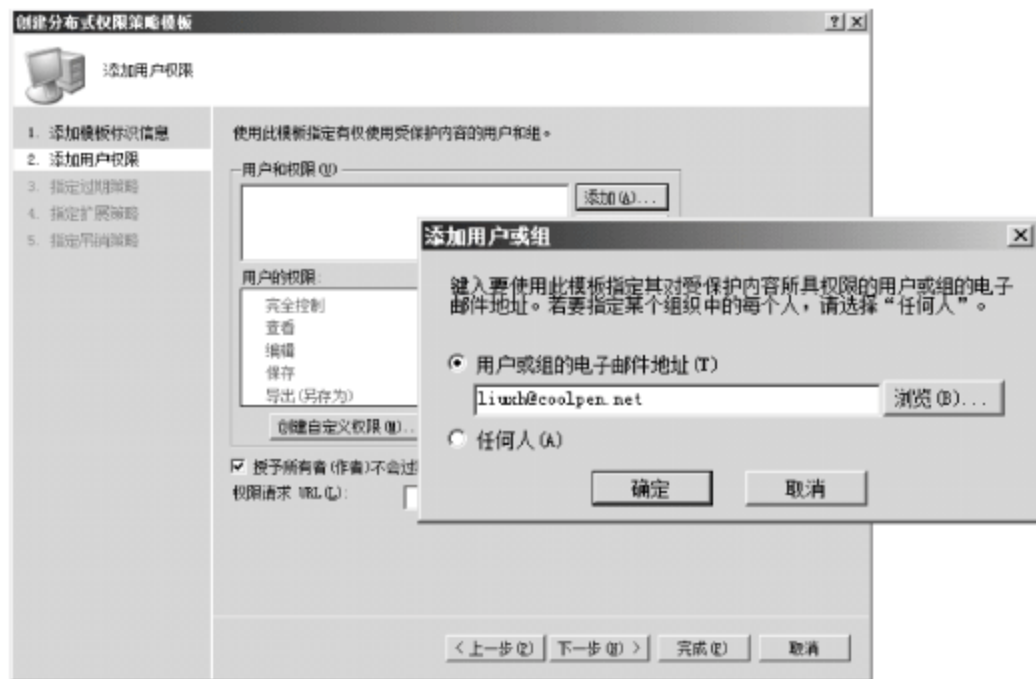 创建分布式权限策略模板
添加用户权限
1. 添加模板标识信息
2. 添加用户权限
3. 指定过期策略
4. 指定扩展策略
5. 指定吊销策略
使用此模板指定有权使用受保护内容的用户和组。
用户和权限(U)
添加(A)...
用户的权限:
完全控制
查看
编辑
保存
导出(另存为)
创建自定义权限(M)...
授予所有者(作者)不会过
权限请求 URL(L):
<上一步(P)
下一步(N) >
完成(F)
取消
添加用户或组
键入要使用此模板指定其对受保护内容所具权限的用户或组的电子
邮件地址。若要指定某个组织中的每个人，请选择“任何人”。
用户或组的电子邮件地址(T)
liuxh@coolpen.net
浏览(B)...
任何人(A)
确定
取消